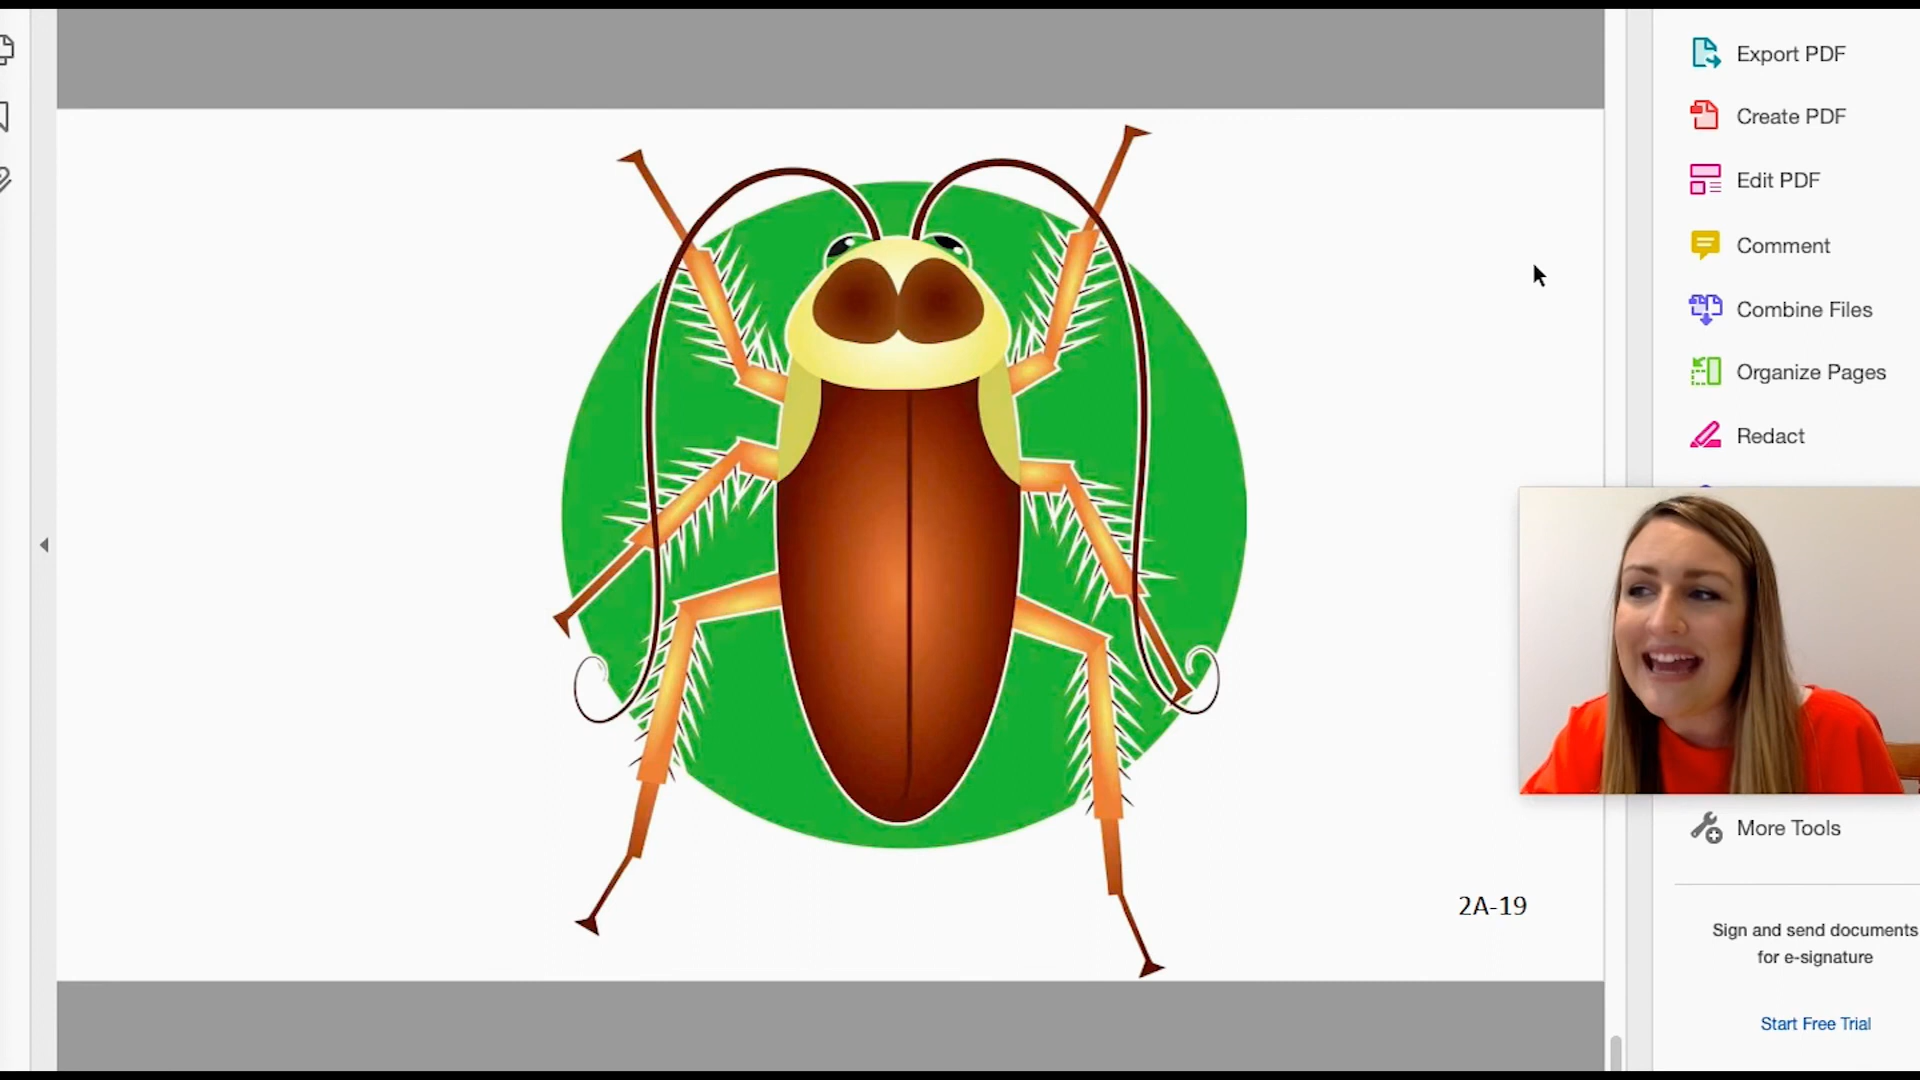 Export PDF
Create PDF
Edit PDF
Comment
Combine Files
Organize Pages
Redact
More Tools
2A-19
Sign and send documents
for e-signature
Start Free Trial